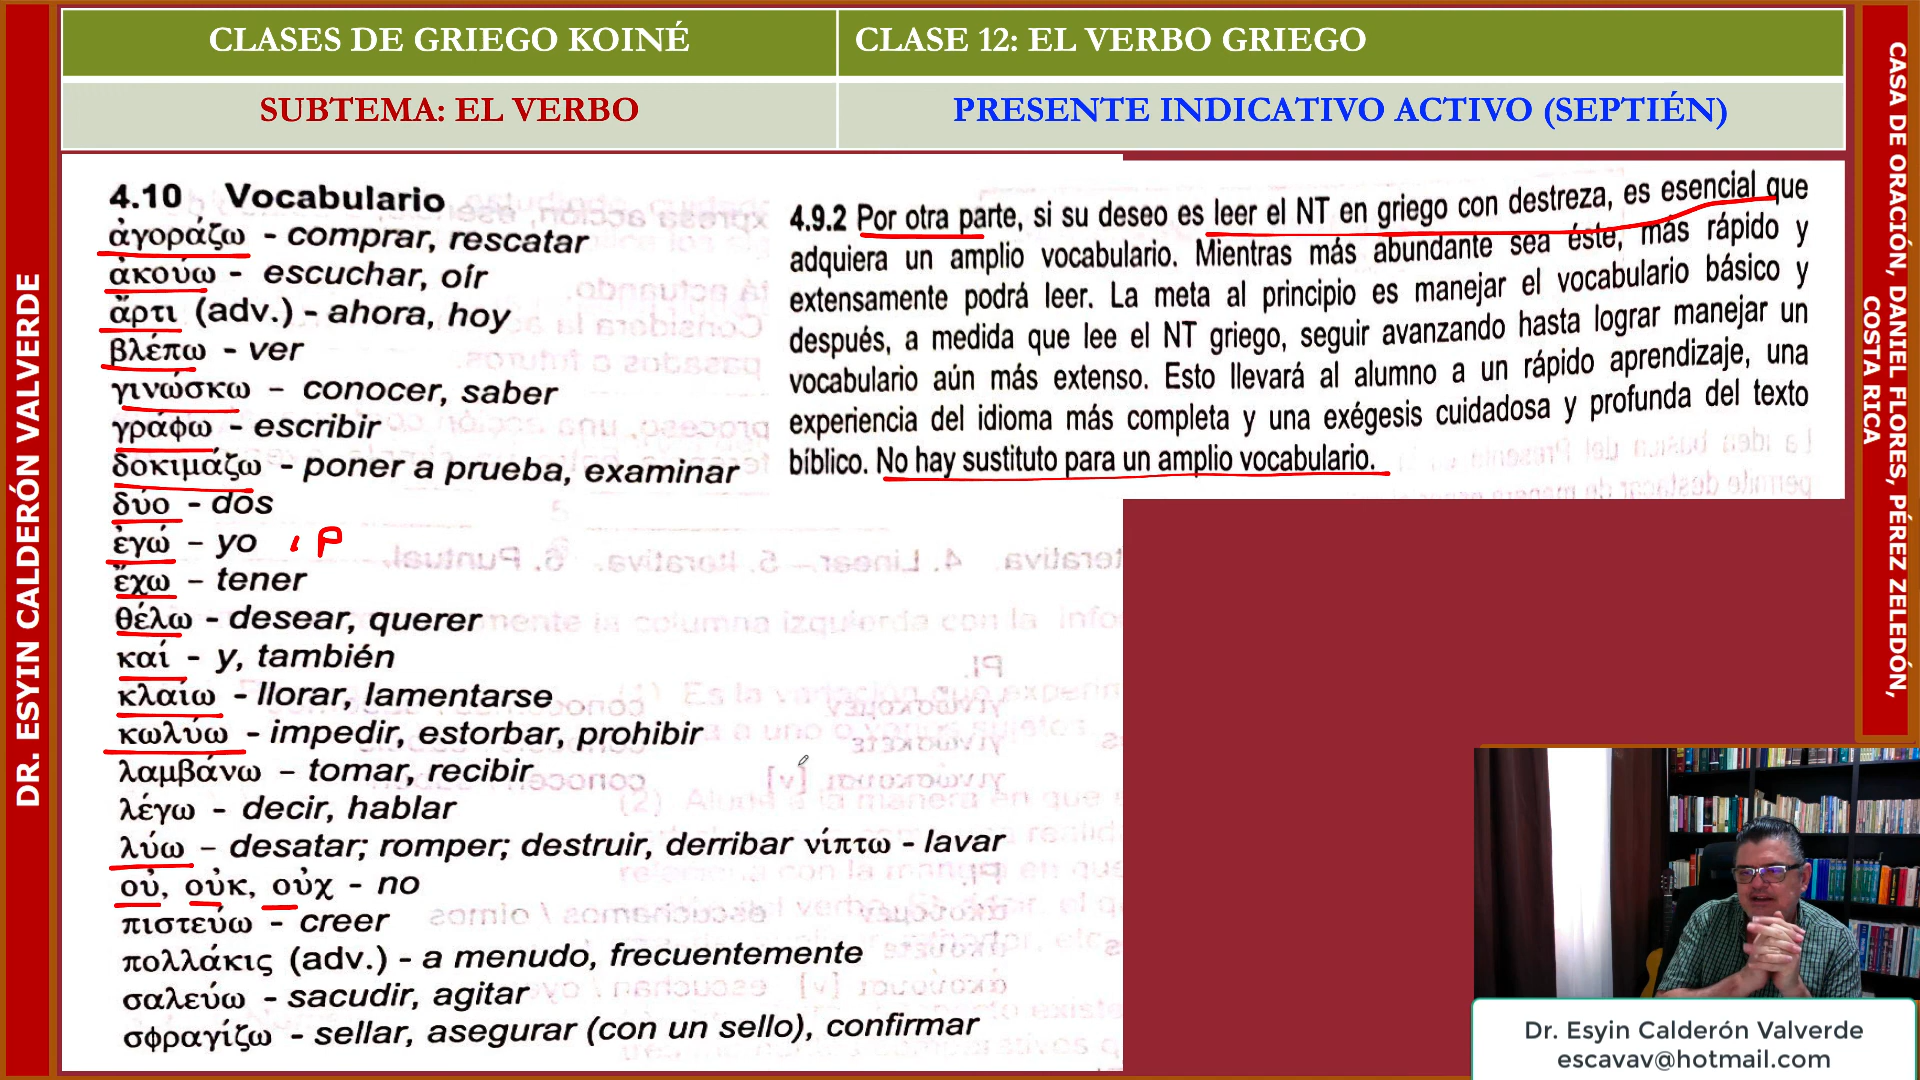 CLASES DE GRIEGO KOINÉ
CLASE 12: EL VERBO GRIEGO
SUBTEMA: EL VERBO
PRESENTE INDICATIVO ACTIVO (SEPTIÉN)
DR. ESYIN CALDERÓN VALVERDE
4.10 Vocabulario
ἀγοράζω - comprar, rescatar
ἀκούω - escuchar, oír
ἄρτι (adv.) - ahora, hoy
βλέπω - ver
γινώσκω - conocer, saber
γράφω - escribir
δοκιμάζω - poner a prueba, examinar
δύο - dos
ἐγώ - yo
ἔχω - tener
θέλω - desear, querer
καί - y, también
κλαίω - llorar, lamentarse
κωλύω - impedir, estorbar, prohibir
λαμβάνω - tomar, recibir
λέγω - decir, hablar
λύω - desatar; romper; destruir, derribar νίπτω - lavar
οὐ, οὐκ, οὐχ - no
πιστεύω - creer
πολλάκις (adv.) - a menudo, frecuentemente
σαλεύω - sacudir, agitar
σφραγίζω - sellar, asegurar (con un sello), confirmar
4.9.2 Por otra parte, si su deseo es leer el NT en griego con destreza, es esencial que
adquiera un amplio vocabulario. Mientras más abundante sea éste, más rápido y
extensamente podrá leer. La meta al principio es manejar el vocabulario básico y
después, a medida que lee el NT griego, seguir avanzando hasta lograr manejar un
vocabulario aún más extenso. Esto llevará al alumno a un rápido aprendizaje, una
experiencia del idioma más completa y una exégesis cuidadosa y profunda del texto
bíblico. No hay sustituto para un amplio vocabulario.
CASA DE ORACIÓN, DANIEL FLORES, PÉREZ ZELEDÓN,
COSTA RICA
Dr. Esyin Calderón Valverde
escavav@hotmail.com